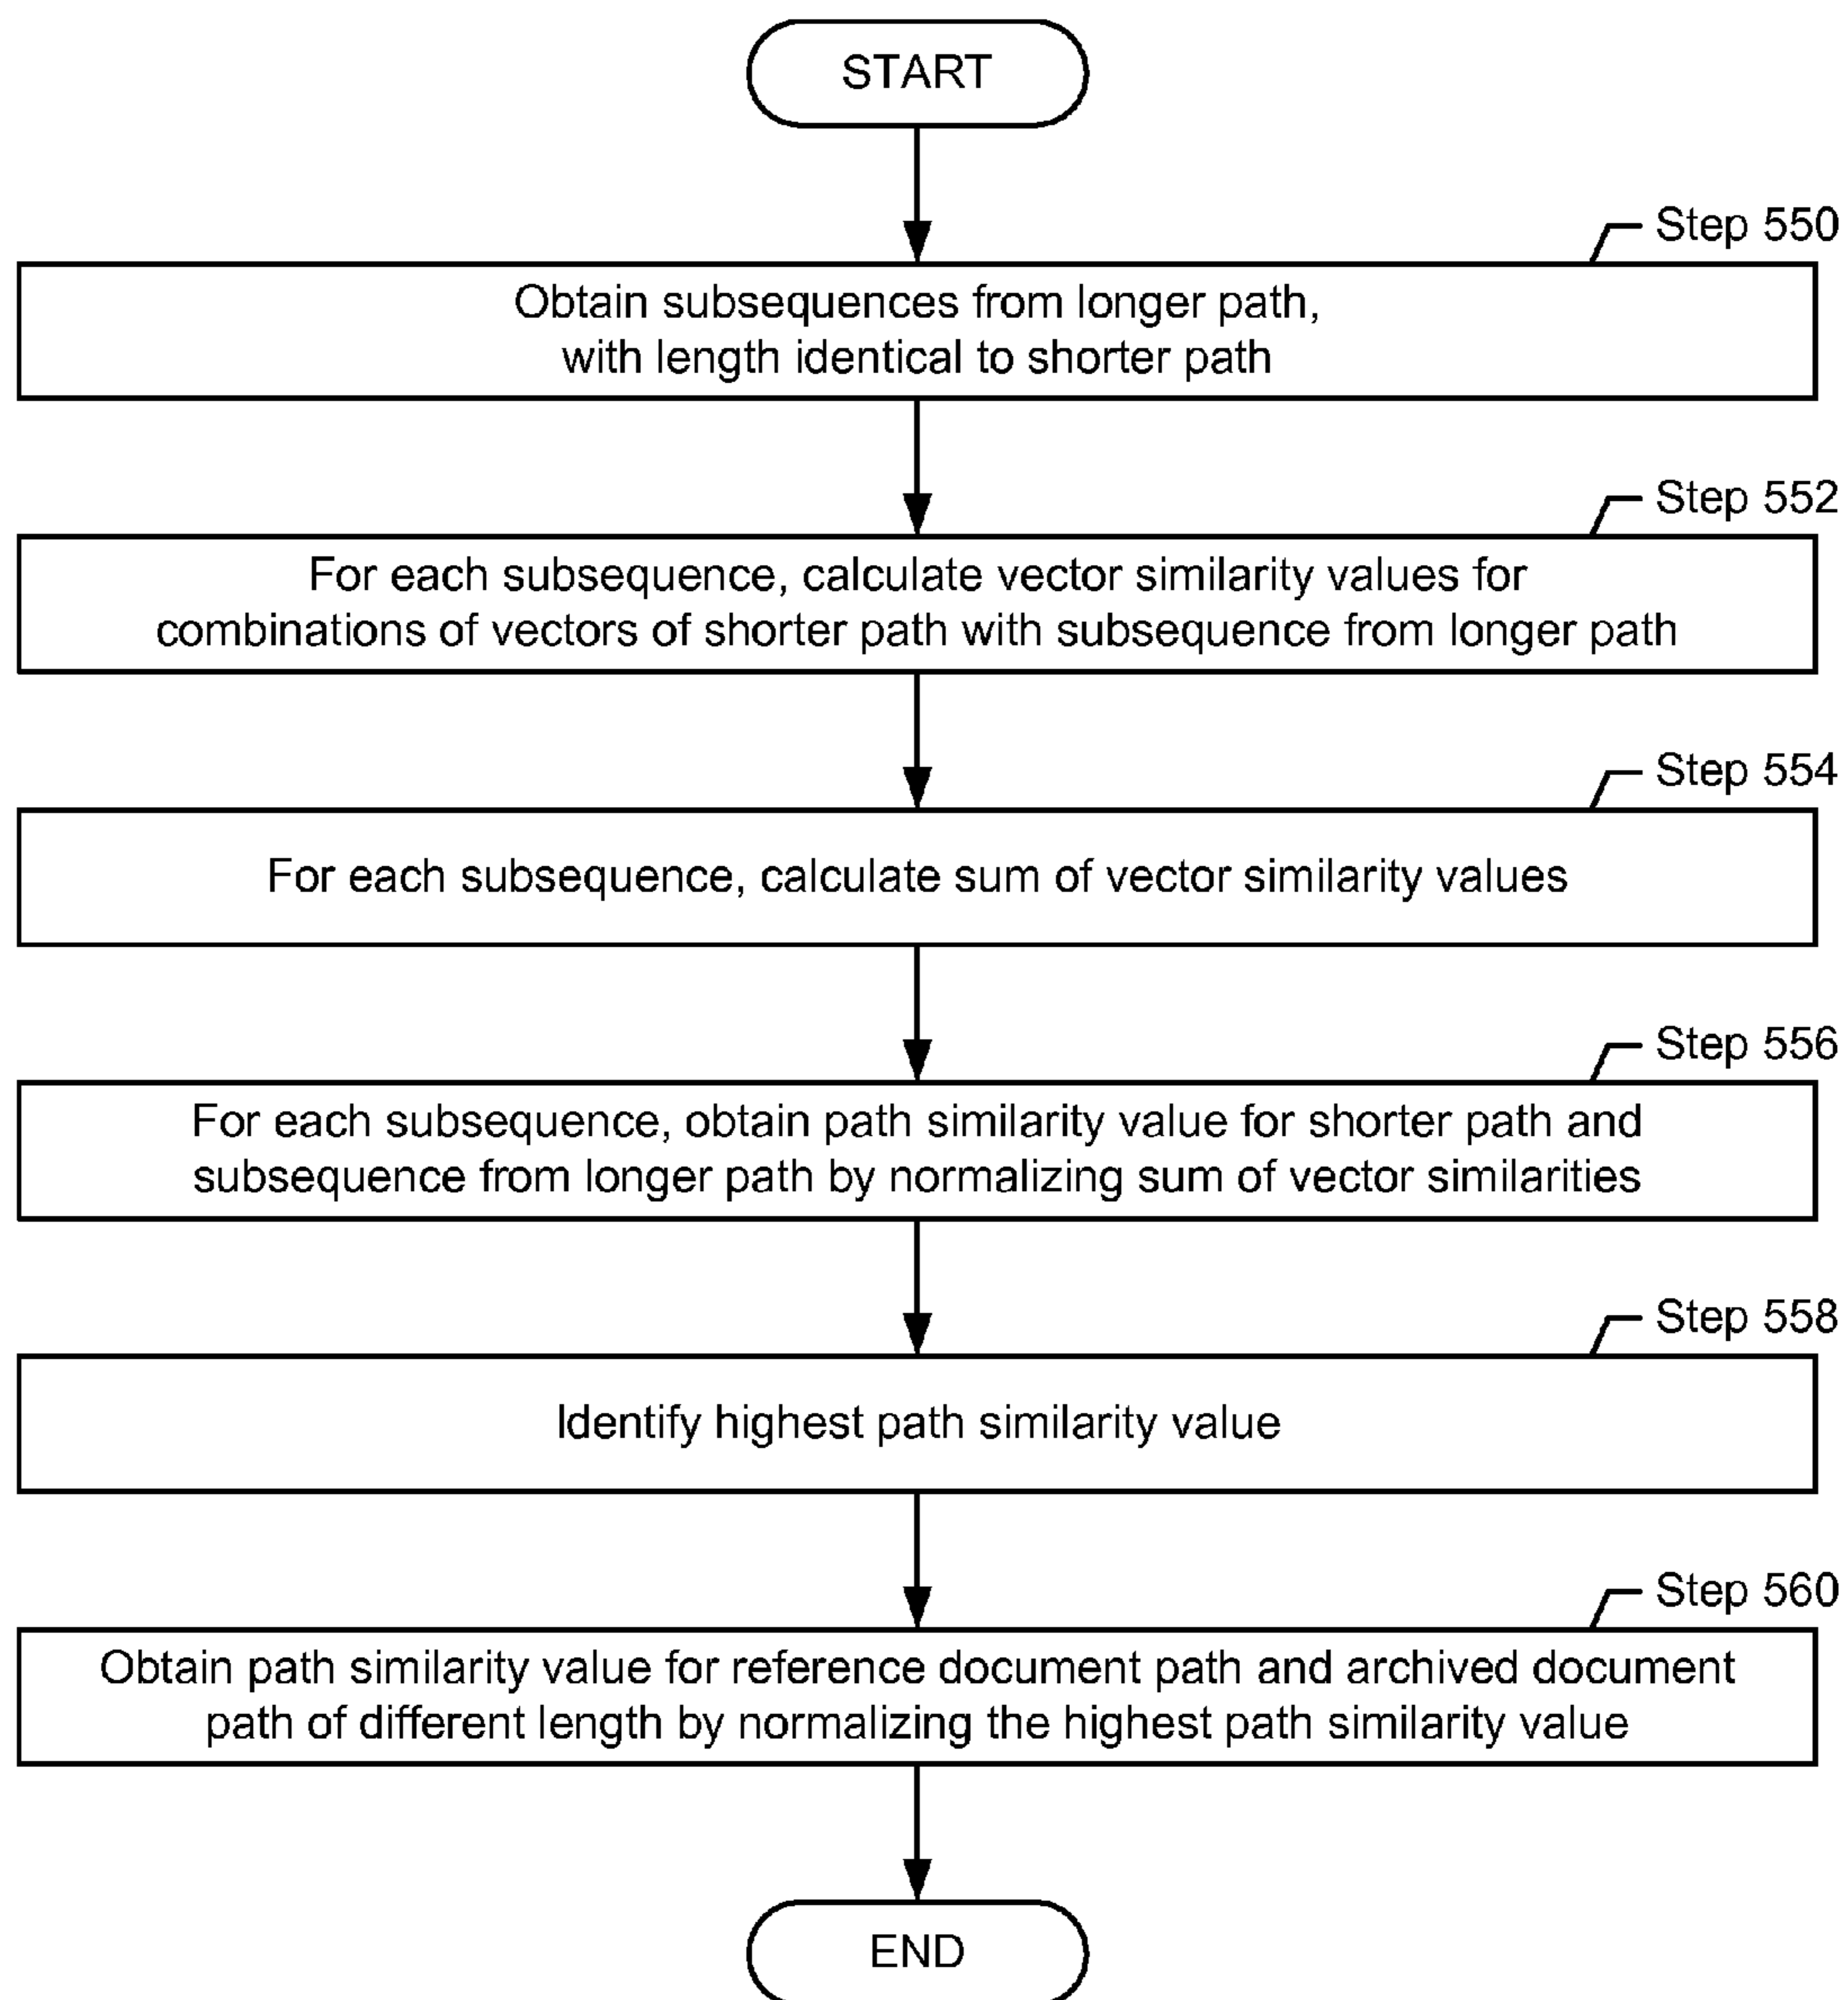 START
Step 550
Obtain subsequences from longer path,
with length identical to shorter path
Step 552
For each subsequence, calculate vector similarity values for
combinations of vectors of shorter path with subsequence from longer path
Step 554
For each subsequence, calculate sum of vector similarity values
Step 556
For each subsequence, obtain path similarity value for shorter path and
subsequence from longer path by normalizing sum of vector similarities
Step 558
Identify highest path similarity value
Step 560
Obtain path similarity value for reference document path and archived document
path of different length by normalizing the highest path similarity value
END